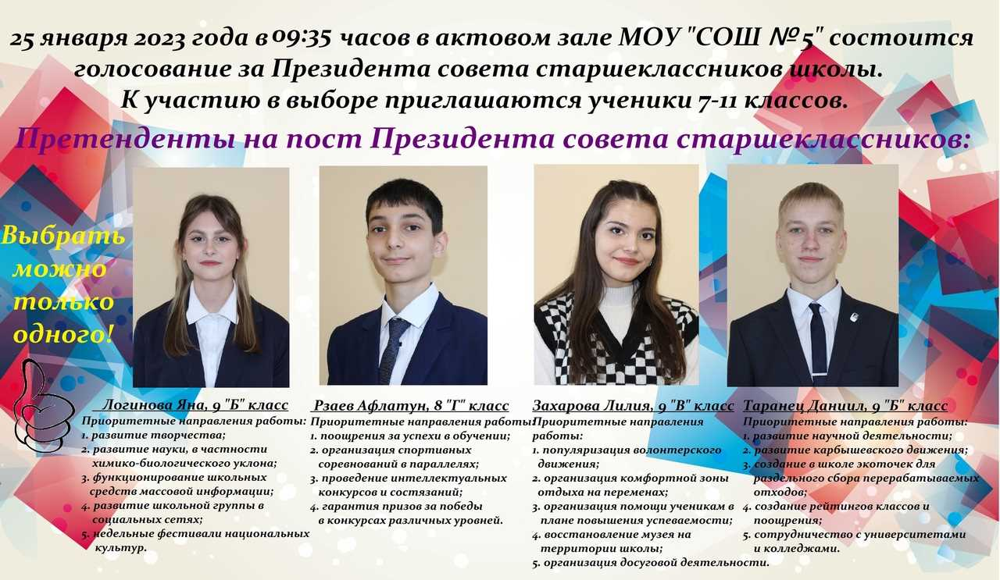 25 января 2023 года в 09:35 часов в актовом зале МОУ "СОШ №5" состоится
голосование за Президента совета старшеклассников школы.
К участию в выборе приглашаются ученики 7-11 классов.
Претенденты на пост Президента совета старшеклассников:
Выбрать
можно
только
одного!
Логинова Яна, 9 "Б" класс
Приоритетные направления работы:
1. развитие творчества;
2. развитие науки, в частности
химико-биологического уклона;
3. функционирование школьных
средств массовой информации;
4. развитие школьной группы в
социальных сетях;
5. недельные фестивали национальных
культур.
Рзаев Афлатун, 8 "Г" класс
Приоритетные направления работы:
1. поощрения за успехи в обучении;
2. организация спортивных
соревнований в параллелях;
3. проведение интеллектуальных
конкурсов и состязаний;
4. гарантия призов за победы
в конкурсах различных уровней.
Захарова Лилия, 9 "В" класс
Приоритетные направления
работы:
1. популяризация волонтерского
движения;
2. организация комфортной зоны
отдыха на переменах;
3. организация помощи ученикам в
плане повышения успеваемости;
4. восстановление музея на
территории школы;
5. организация досуговой деятельности.
Таранец Даниил, 9 "Б" класс
Приоритетные направления работы:
1. развитие научной деятельности;
2. развитие карбышевского движения;
3. создание в школе экоточек для
раздельного сбора перерабатываемых
отходов;
4. создание рейтингов классов и
поощрения;
5. сотрудничество с университетами
и колледжами.